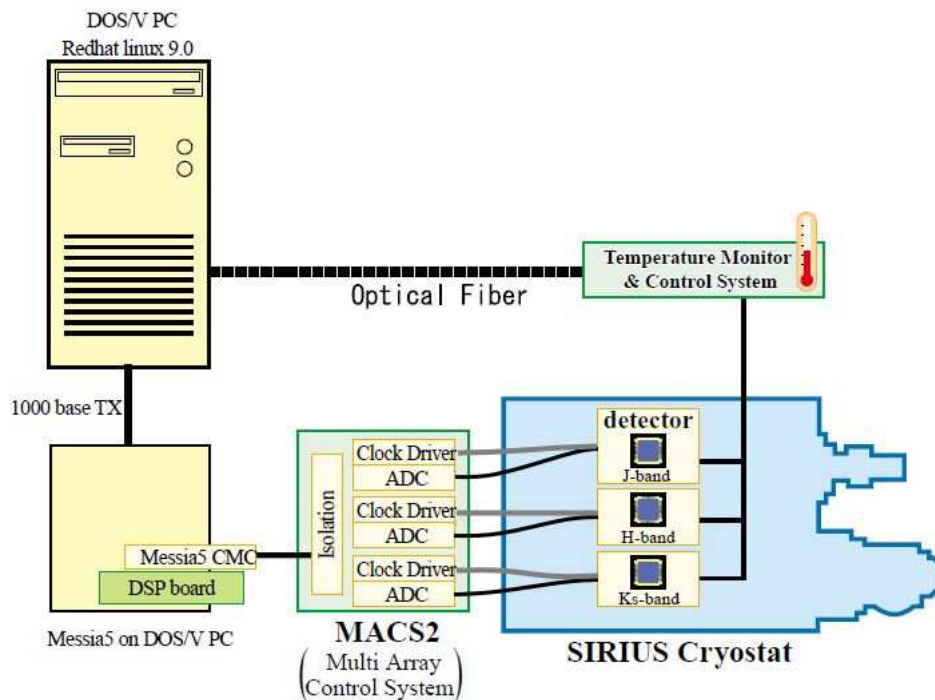 DOS/V PC
Redhat linux 9.0
Temperature Monitor
& Control System
Optical Fiber
1000 base TX
detector
J-band
H-band
Ks-band
Clock Driver
ADC
Clock Driver
ADC
Clock Driver
ADC
Isolation
Messia5 CMC
DSP board
Messia5 on DOS/V PC
MACS2
(Multi Array
Control System)
SIRIUS Cryostat